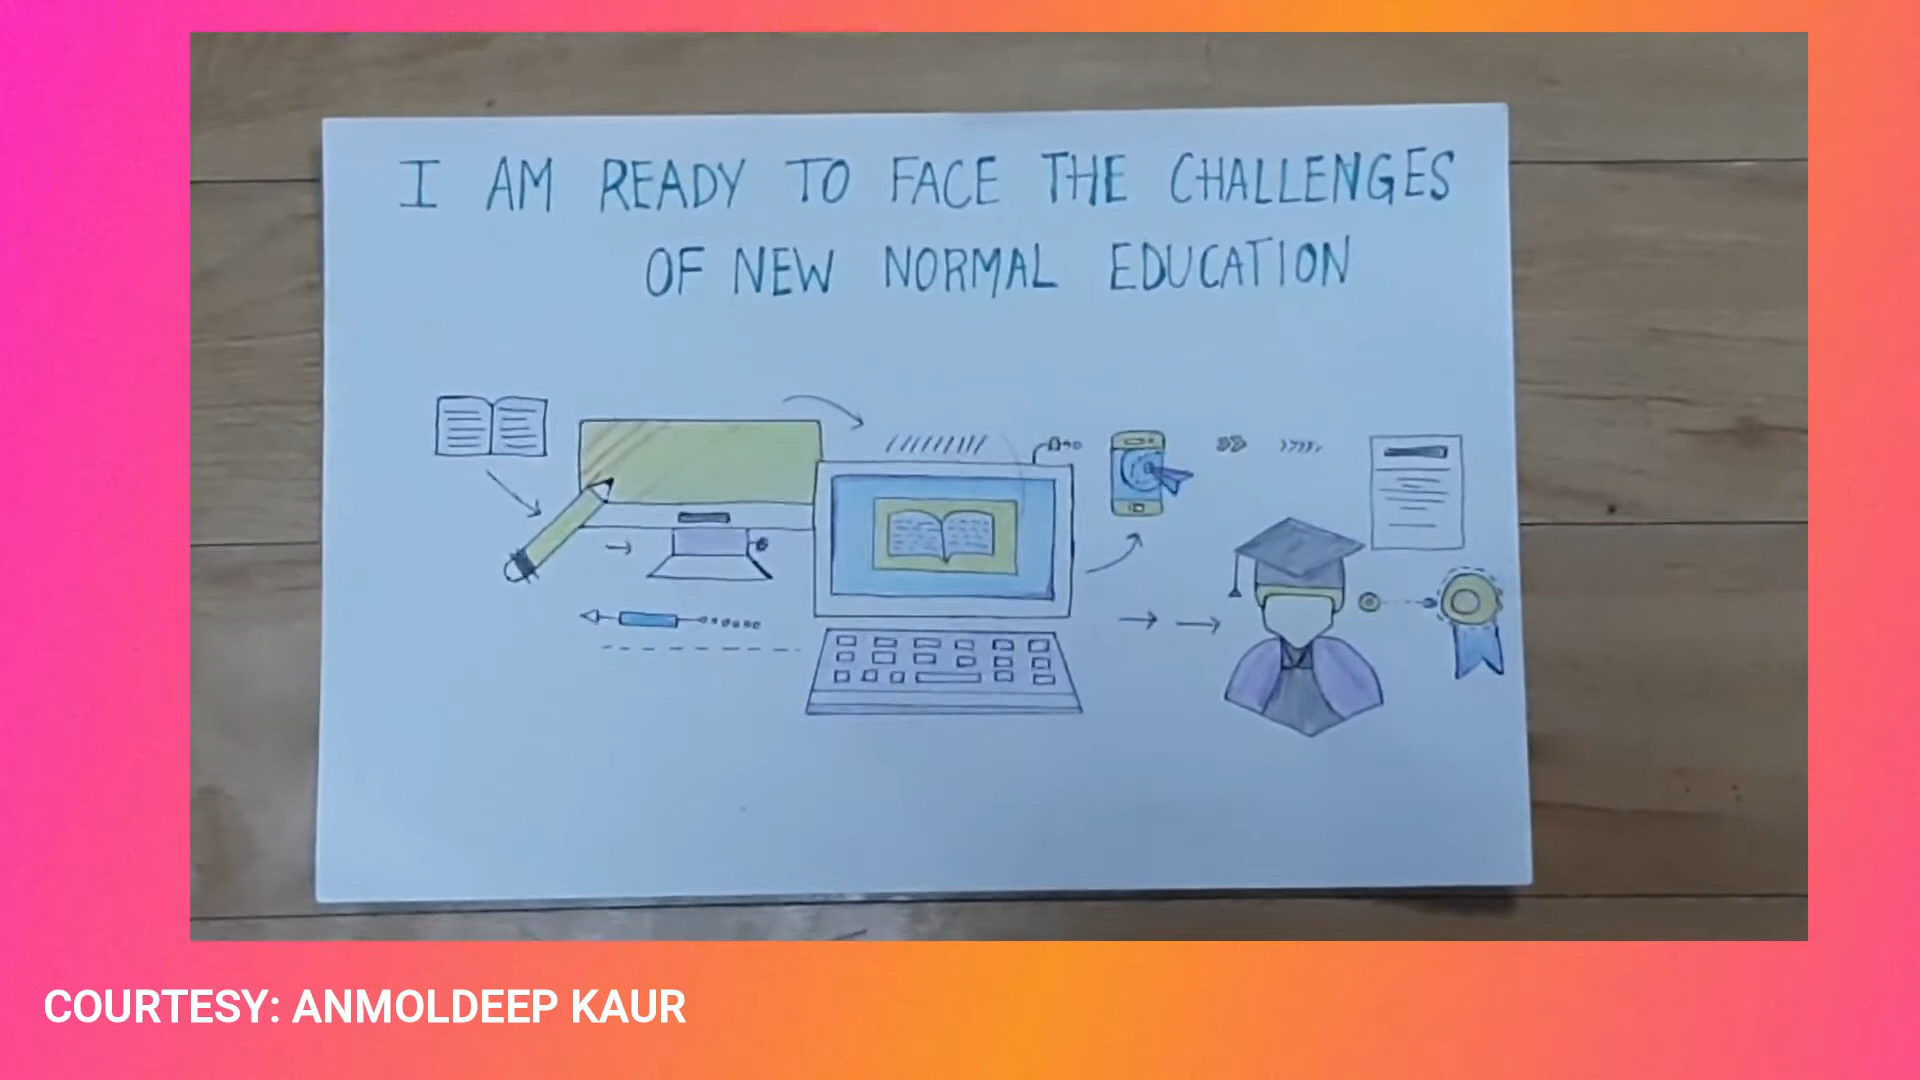 I AM READY TO FACE THE CHALLENGES
OF NEW NORMAL EDUCATION
COURTESY: ANMOLDEEP KAUR